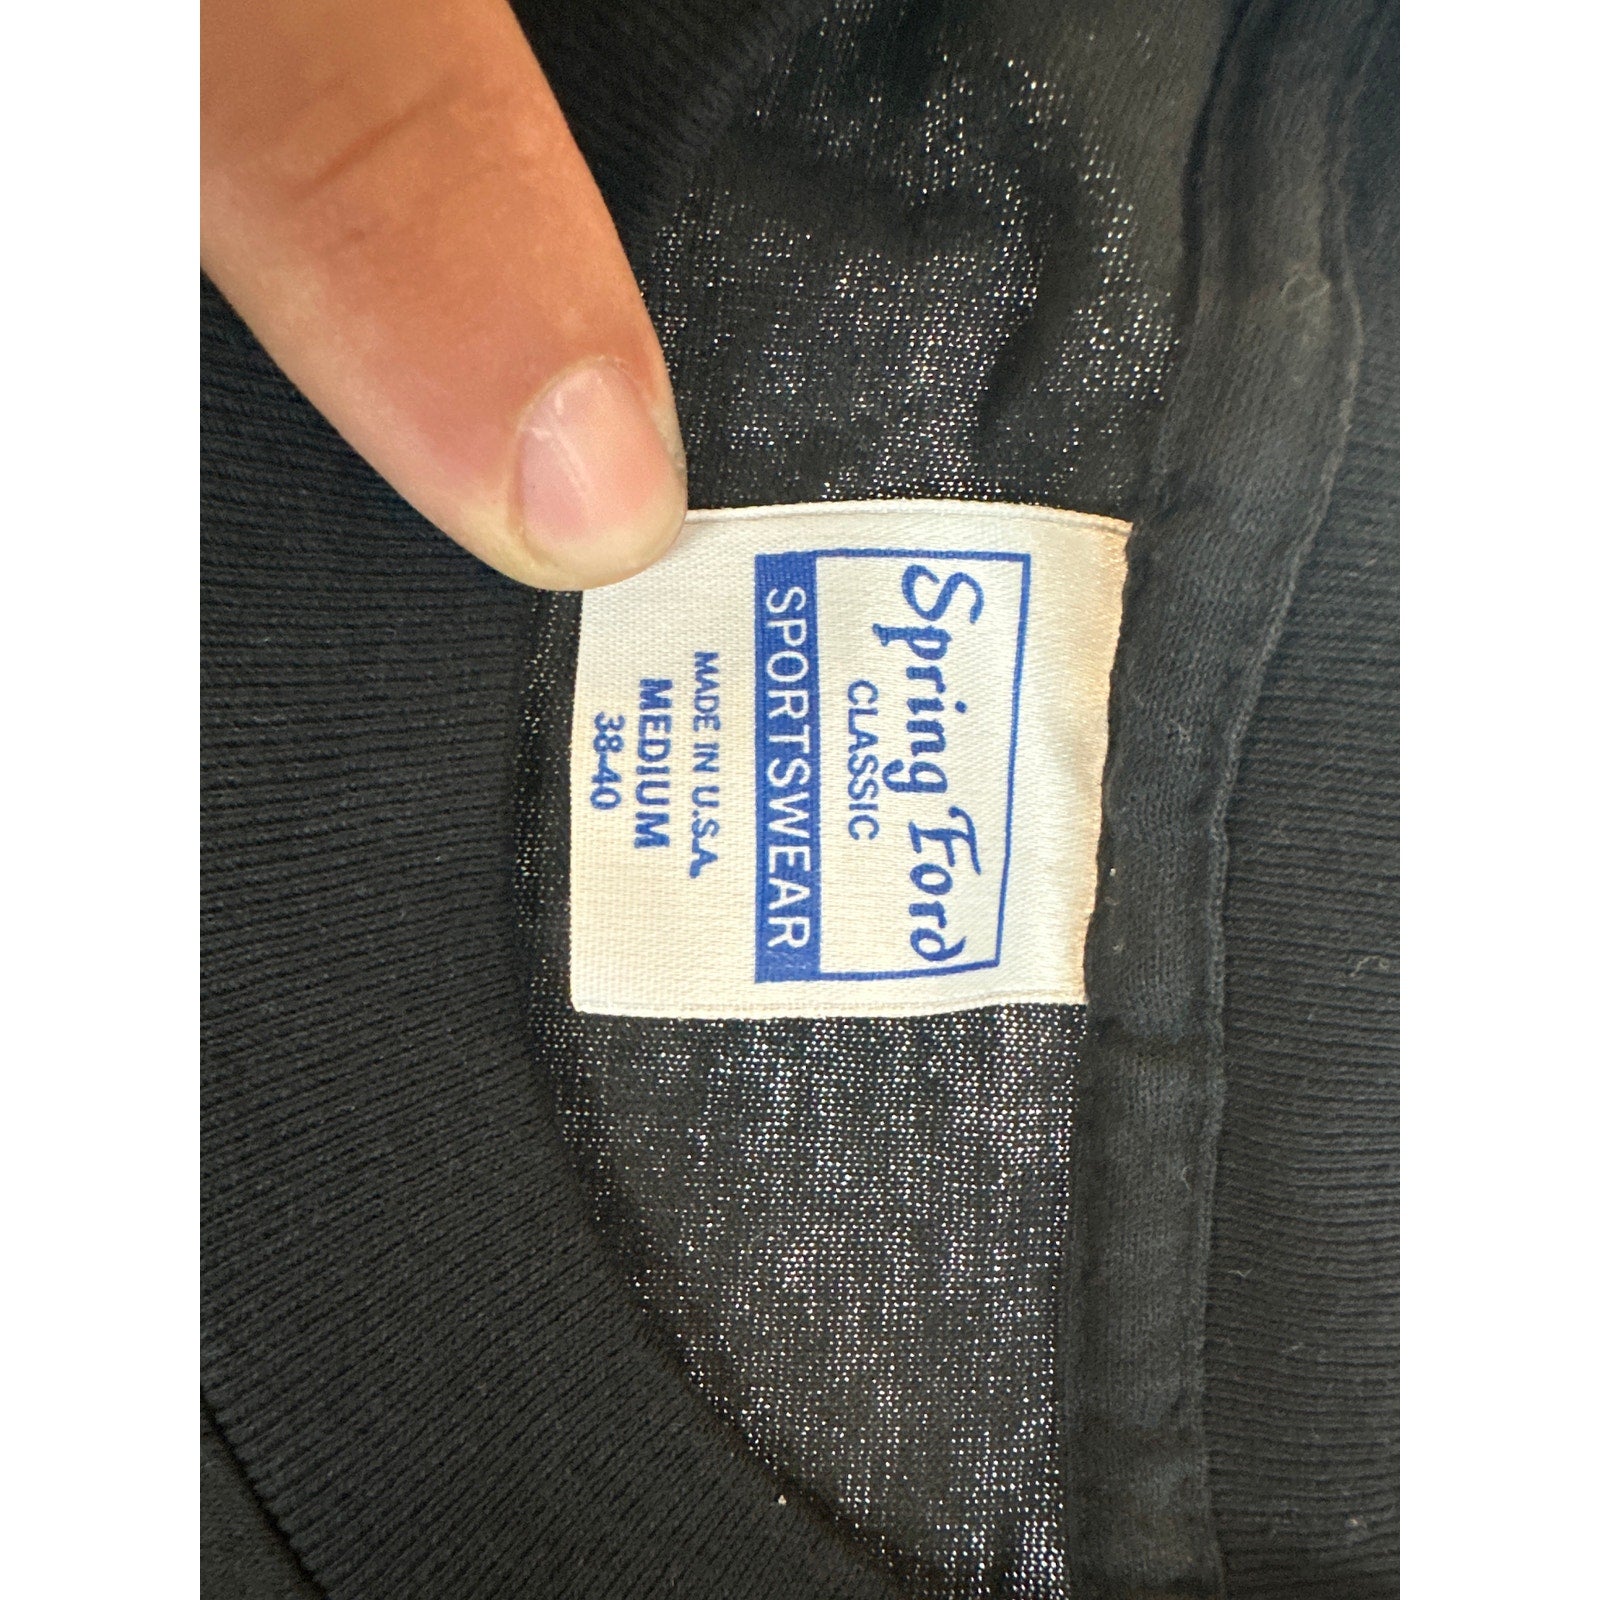 Spring Ford
CLASSIC
SPORTSWEAR
MADE IN U.S.A.
MEDIUM
38-40